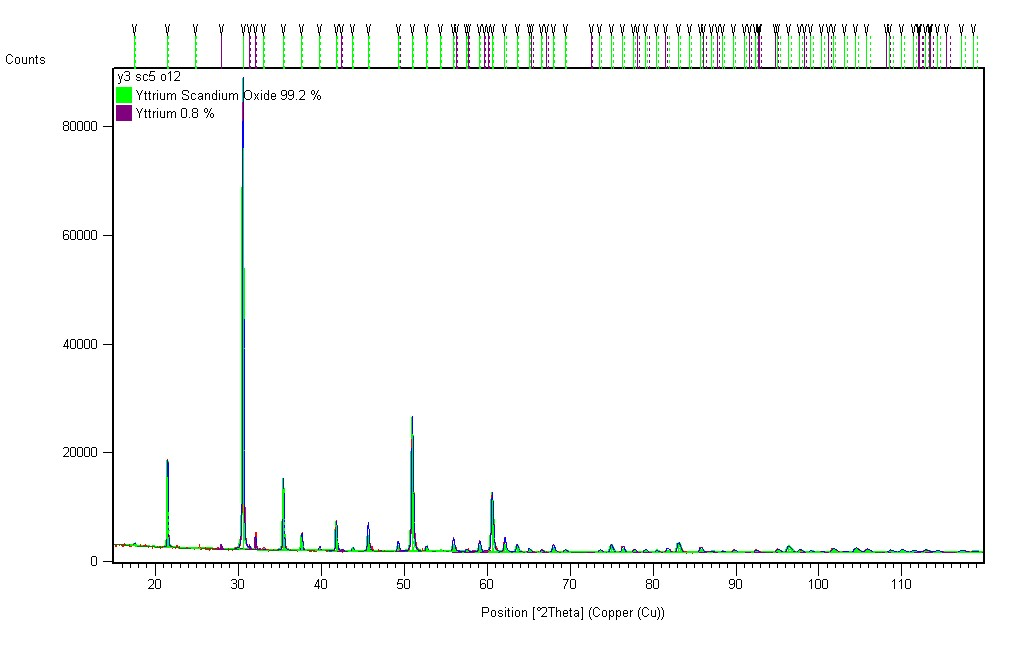 Counts
y3 sc5 o12
Yttrium Scandium Oxide 99.2 %
Yttrium 0.8 %
80000
60000
40000
20000
0
20 30 40 50 60 70 80 90 100 110
Position [°2Theta] (Copper (Cu))